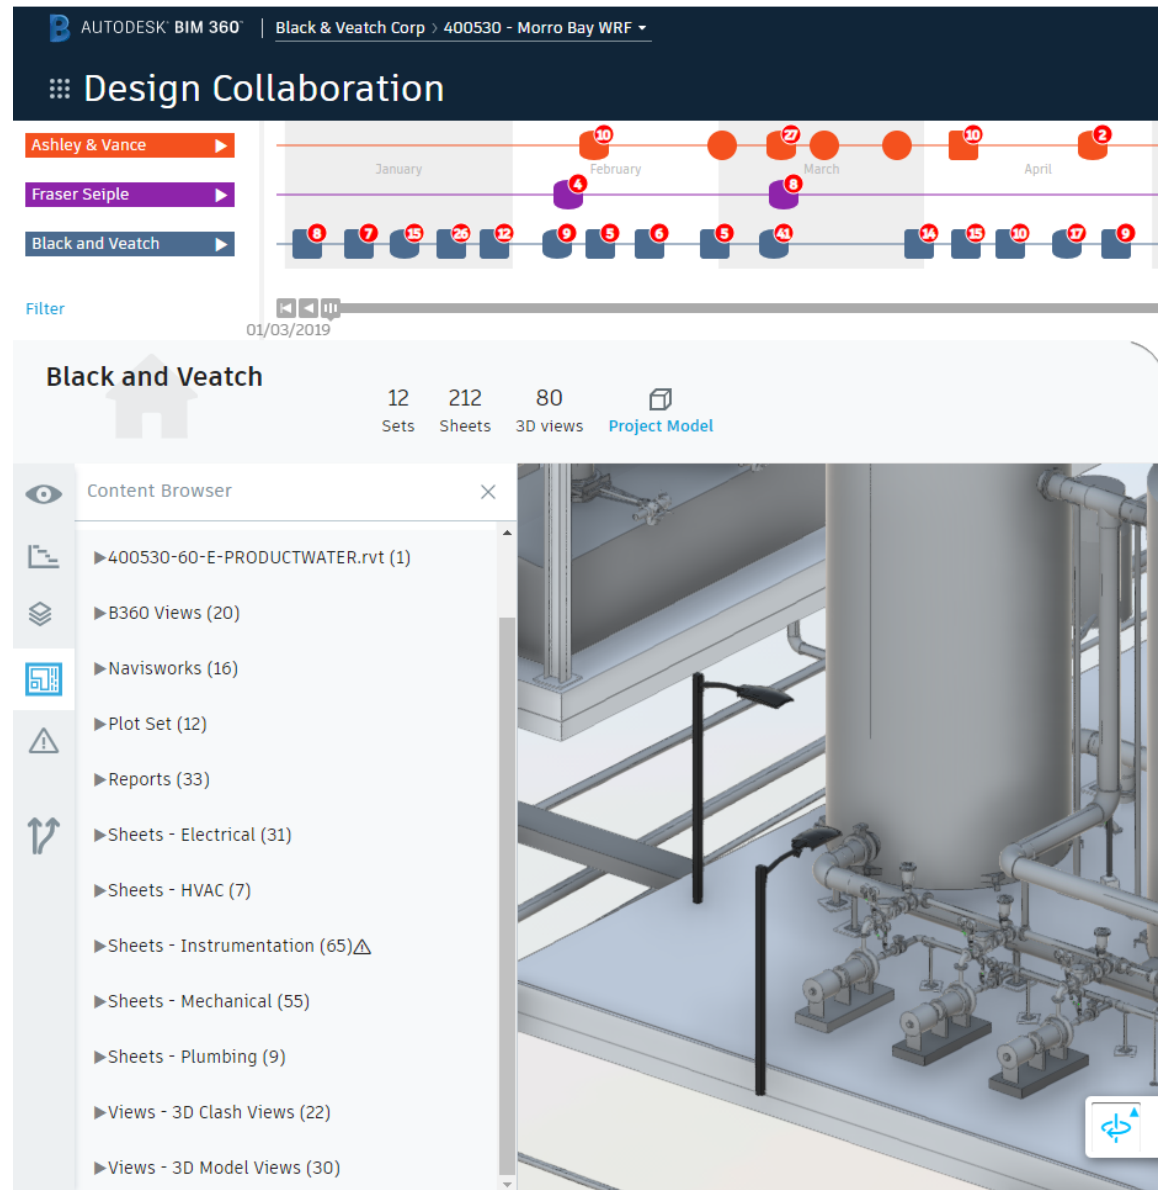 AUTODESK® BIM 360™ | Black & Veatch Corp > 400530 - Morro Bay WRF
Design Collaboration
Ashley & Vance
10
27
10
2
January
February
March
April
Fraser Seiple
4
8
Black and Veatch
8
7
15
26
12
9
5
6
5
41
14
15
10
17
9
Filter
01/03/2019
Black and Veatch
12 212 80
Sets Sheets 3D views Project Model
Content Browser
400530-60-E-PRODUCTWATER.rvt (1)
B360 Views (20)
Navisworks (16)
Plot Set (12)
Reports (33)
Sheets - Electrical (31)
Sheets - HVAC (7)
Sheets - Instrumentation (65)
Sheets - Mechanical (55)
Sheets - Plumbing (9)
Views - 3D Clash Views (22)
Views - 3D Model Views (30)